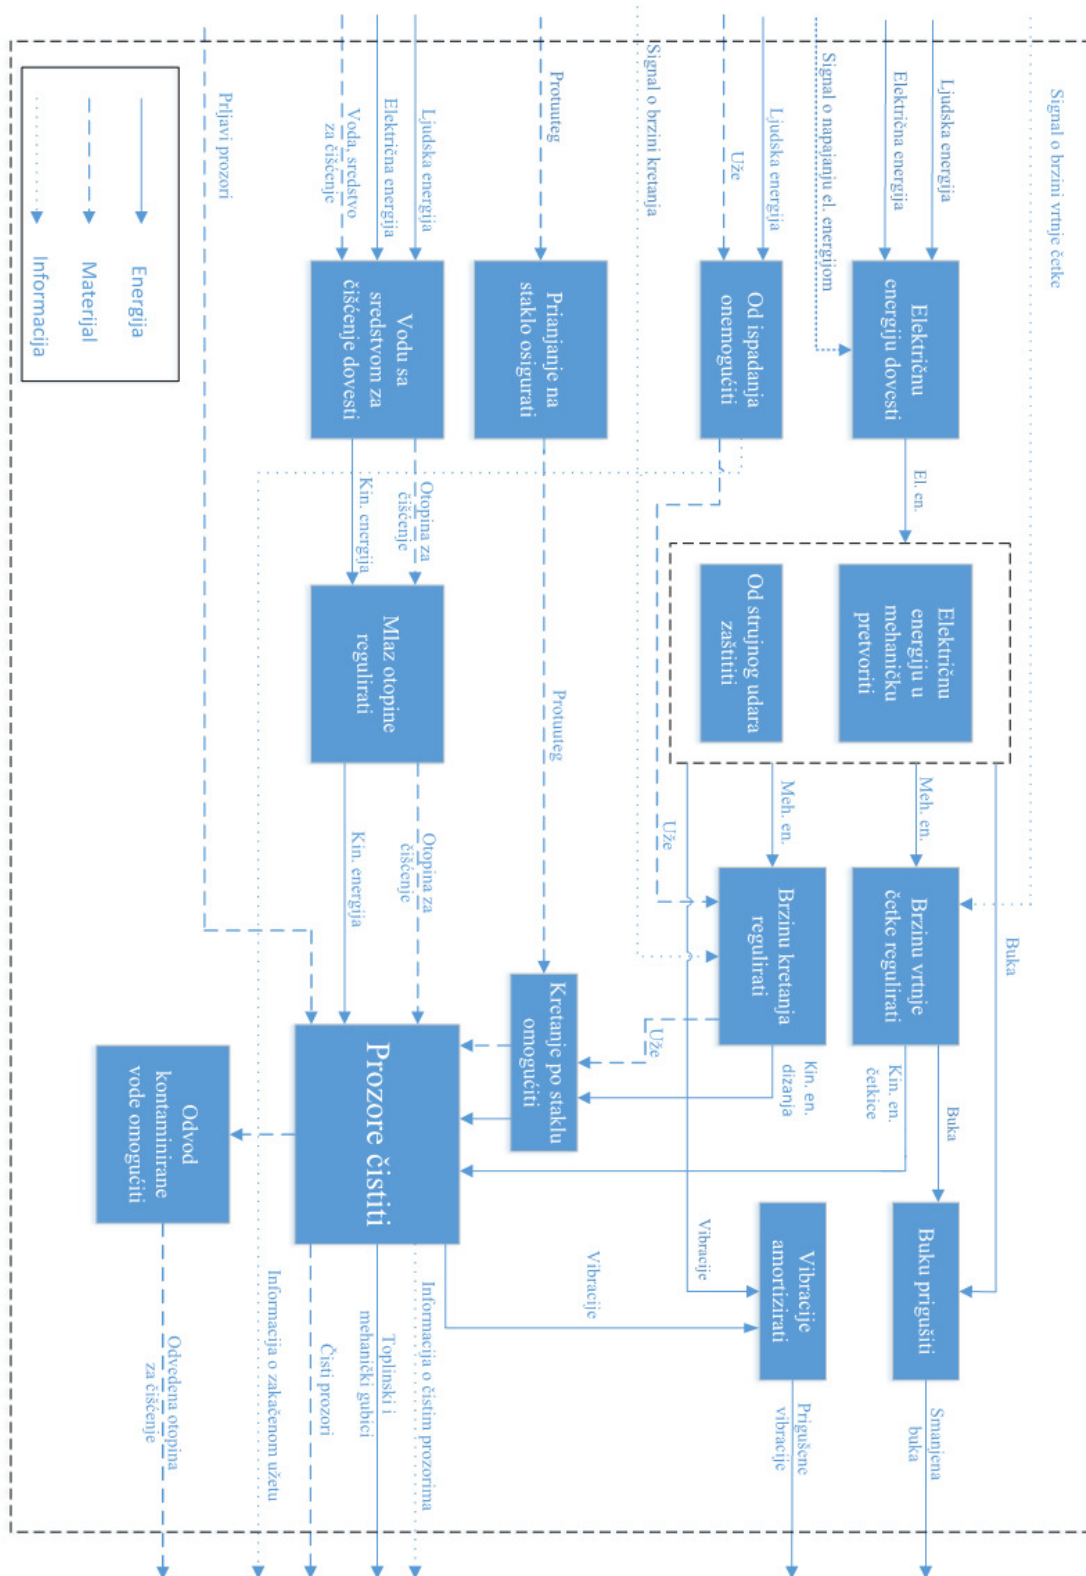 Signal o brzini vrtnje četke
Ljudska energija
Električna energija
Signal o napajanju el. energijom
Električnu
energiju dovesti
El. en.
Električnu
energiju u
mehaničku
pretvoriti
Od strujnog udara
zaštititi
Buka
Meh. en.
Meh. en.
Brzinu vrtnje
četke regulirati
Buka
Kin. en.
četkice
Buku prigušiti
Smanjena
buka
Ljudska energija
Uže
Od ispadanja
onemogućiti
Uže
Signal o brzini kretanja
Brzinu kretanja
regulirati
Kin. en.
dizanja
Uže
Vibracije
Vibracije
Vibracije
amortizirati
Prigušene
vibracije
Protuuteg
Prianjanje na
staklo osigurati
Protuuteg
Kretanje po staklu
omogućiti
Ljudska energija
Električna energija
Voda, sredstvo
za čišćenje
Vodu sa
sredstvom za
čišćenje dovesti
Otopina za
čišćenje
Kin. energija
Mlaz otopine
regulirati
Otopina za
čišćenje
Kin. energija
Prozore čistiti
Informacija o čistim prozorima
Toplinski i
mehanički gubici
Čisti prozori
Informacija o zakačenom užetu
Prljavi prozori
Odvod
kontaminirane
vode omogućiti
Odvedena otopina
za čišćenje
Energija
Materijal
Informacija